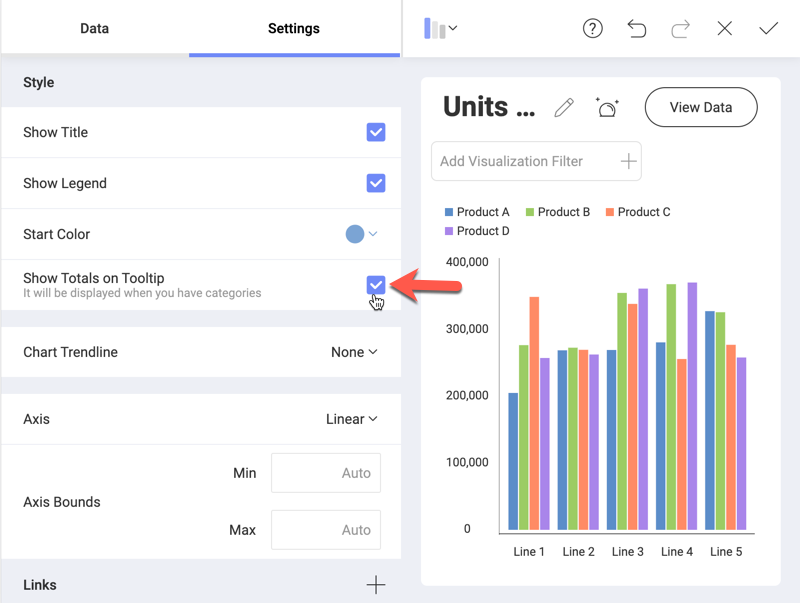 Data
Settings
Style
Show Title
Show Legend
Start Color
Show Totals on Tooltip
It will be displayed when you have categories
Chart Trendline
None
Axis
Linear
Axis Bounds
Min
Auto
Max
Auto
Links
?
Units ...
View Data
Add Visualization Filter
Product A
Product B
Product C
Product D
400,000
300,000
200,000
100,000
0
Line 1
Line 2
Line 3
Line 4
Line 5